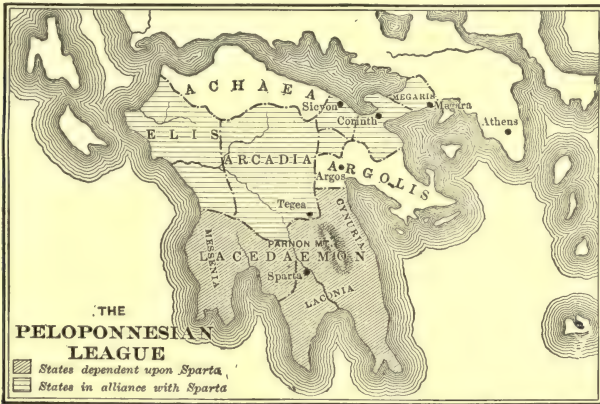 ACHAEA
MEGARIS
Sicyon
Megara
Corinth
Athens
ELIS
ARCADIA
ARGOLIS
Argos
Tegea
CYNURIA
MESSENIA
PARNON MT.
LACEDAEMON
Sparta
LACONIA
THE
PELOPONNESIAN
LEAGUE
States dependent upon Sparta
States in alliance with Sparta